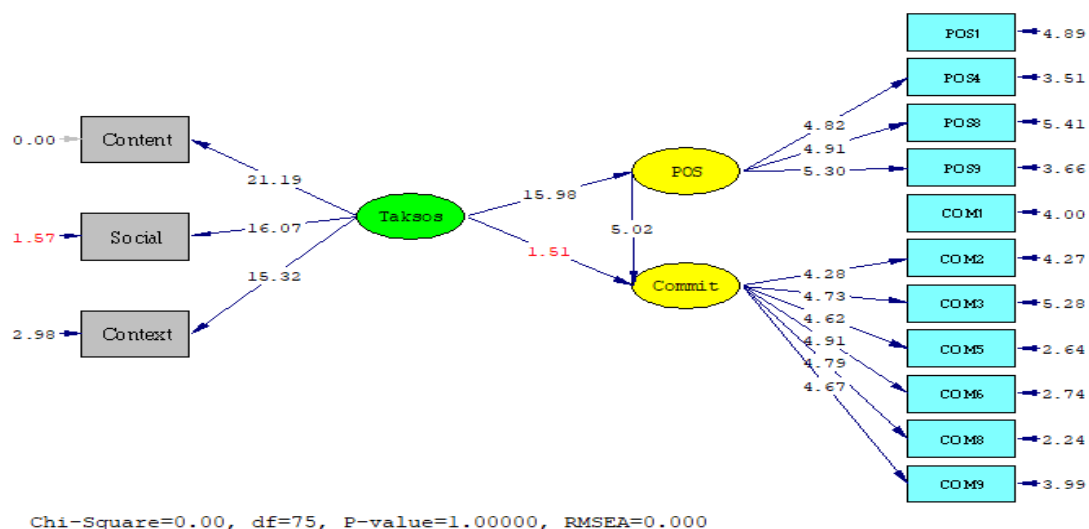 POS1
4.89
POS4
3.51
4.82
POS8
5.41
0.00
Content
4.91
POS
POS9
3.66
5.30
21.19
15.98
Taksos
COM1
4.00
1.57
Social
16.07
5.02
1.51
COM2
4.27
4.28
15.32
Commit
4.73
COM3
5.28
4.62
2.98
Context
4.91
COM5
2.64
4.79
4.67
COM6
2.74
COM8
2.24
COM9
3.99
Chi-Square=0.00, df=75, P-value=1.00000, RMSEA=0.000